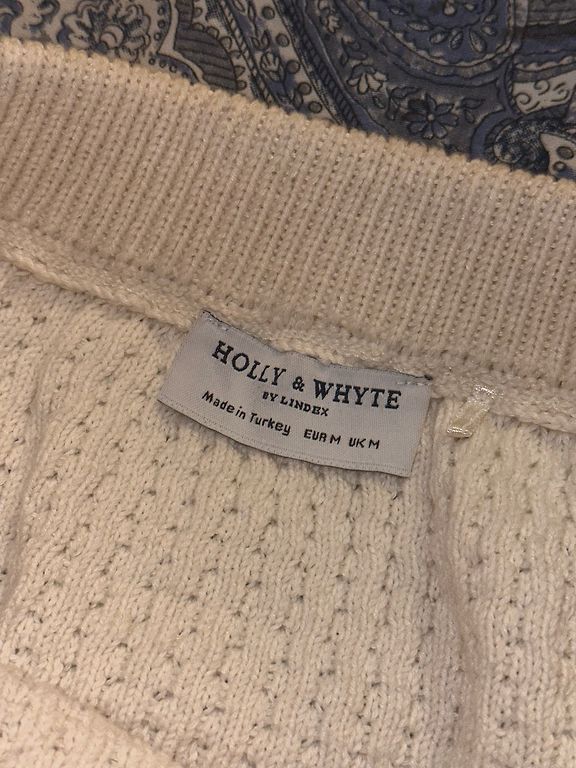 HOLLY & WHYTE
BY LINDEX
Made in Turkey EUR M UK M